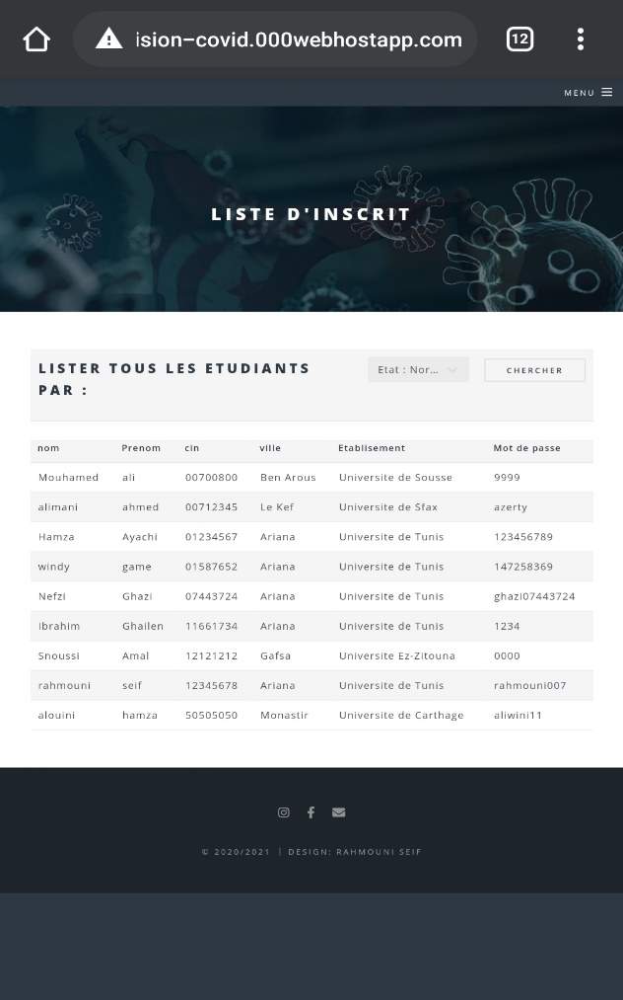 ision-covid.000webhostapp.com 12
MENU
LISTE D'INSCRIT
LISTER TOUS LES ETUDIANTS
PAR :
Etat : Nor...
CHERCHER
nom Prenom cin ville Etablisement Mot de passe
Mouhamed ali 00700800 Ben Arous Universite de Sousse 9999
alimani ahmed 00712345 Le Kef Universite de Sfax azerty
Hamza Ayachi 01234567 Ariana Universite de Tunis 123456789
windy game 01587652 Ariana Universite de Tunis 147258369
Nefzi Ghazi 07443724 Ariana Universite de Tunis ghazi07443724
Ibrahim Ghailen 11661734 Ariana Universite de Tunis 1234
Snoussi Amal 12121212 Gafsa Universite Ez-Zitouna 0000
rahmouni seif 12345678 Ariana Universite de Tunis rahmouni007
alouini hamza 50505050 Monastir Universite de Carthage aliwini11
© 2020/2021 | DESIGN: RAHMOUNI SEIF